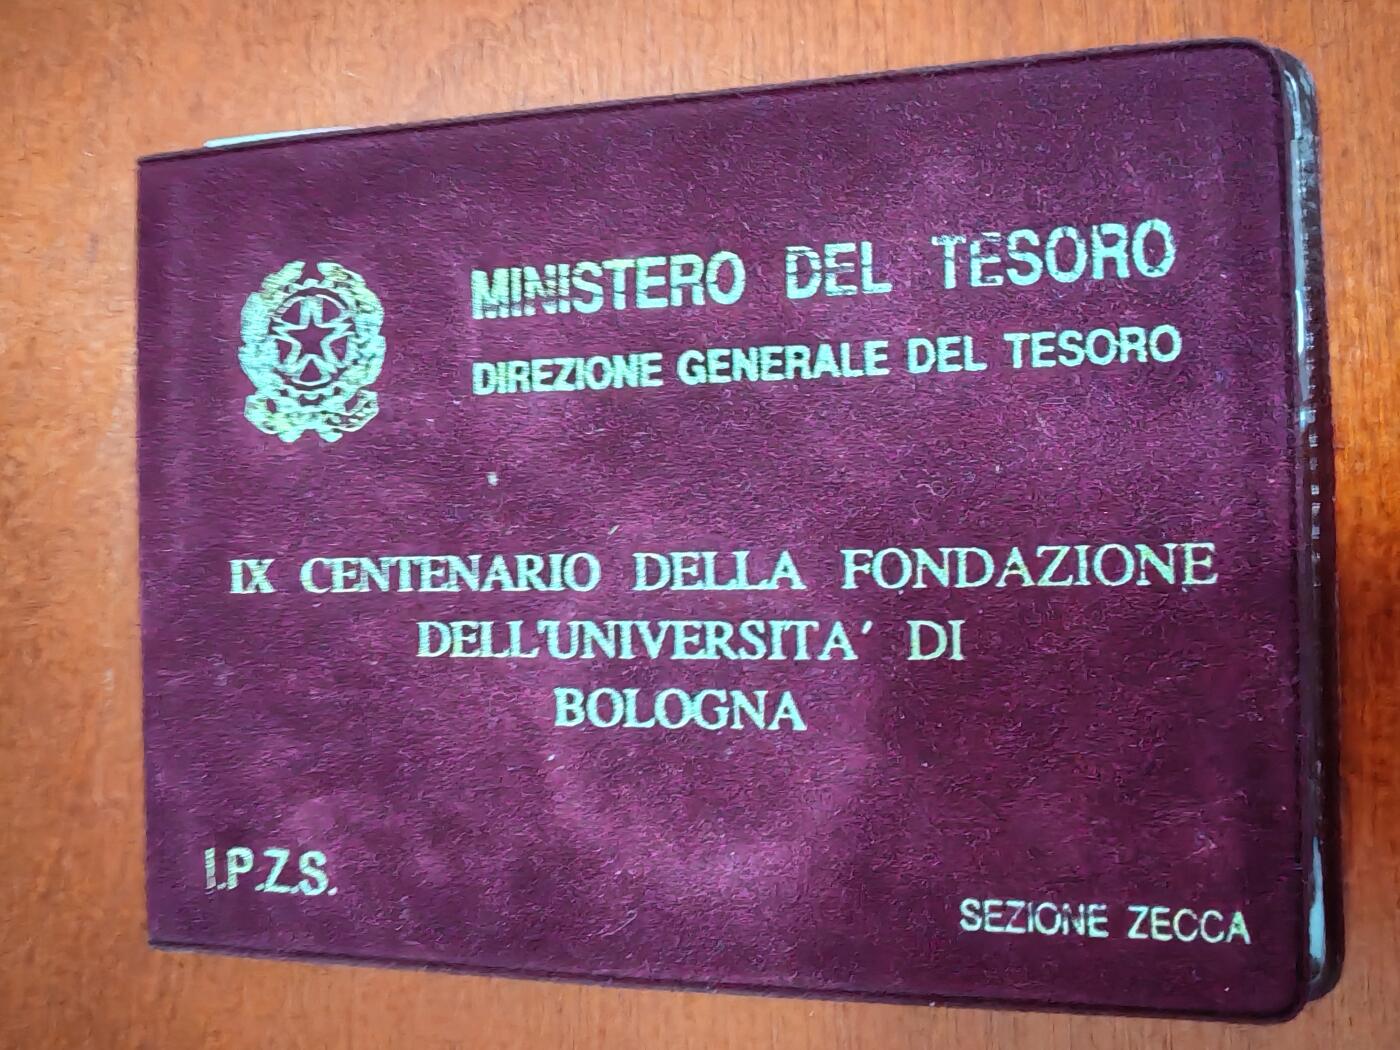 MINISTERO DEL TESORO
DIREZIONE GENERALE DEL TESORO
IX CENTENARIO DELLA FONDAZIONE
DELL'UNIVERSITA' DI
BOLOGNA
I.P.Z.S.
SEZIONE ZECCA